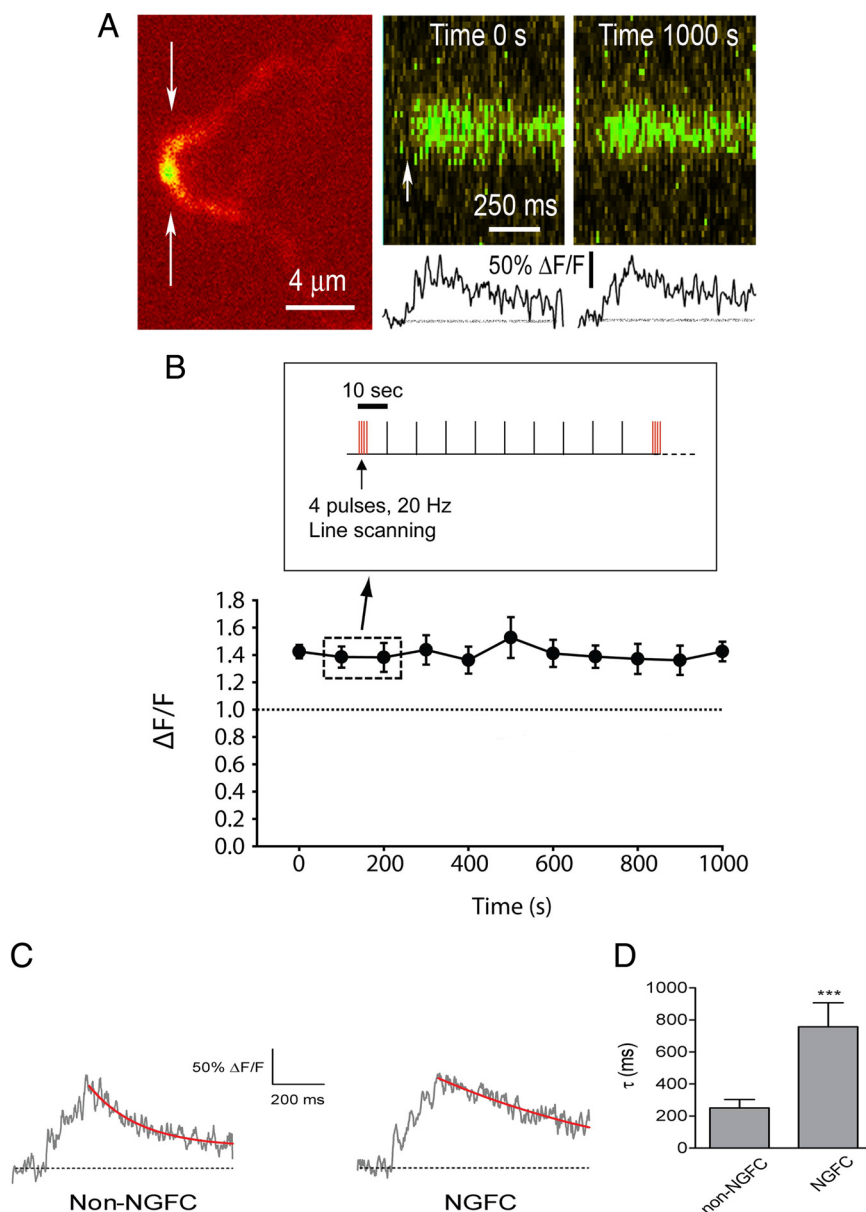 A
Time 0 s
Time 1000 s
4 μm
250 ms
50% ΔF/F
B
10 sec
4 pulses, 20 Hz
Line scanning
ΔF/F
1.8
1.6
1.4
1.2
1.0
0.8
0.6
0.4
0.2
0.0
0 200 400 600 800 1000
Time (s)
C
50% ΔF/F
200 ms
Non-NGFC
NGFC
D
τ (ms)
1000
800
600
400
200
0
***
non-NGFC
NGFC